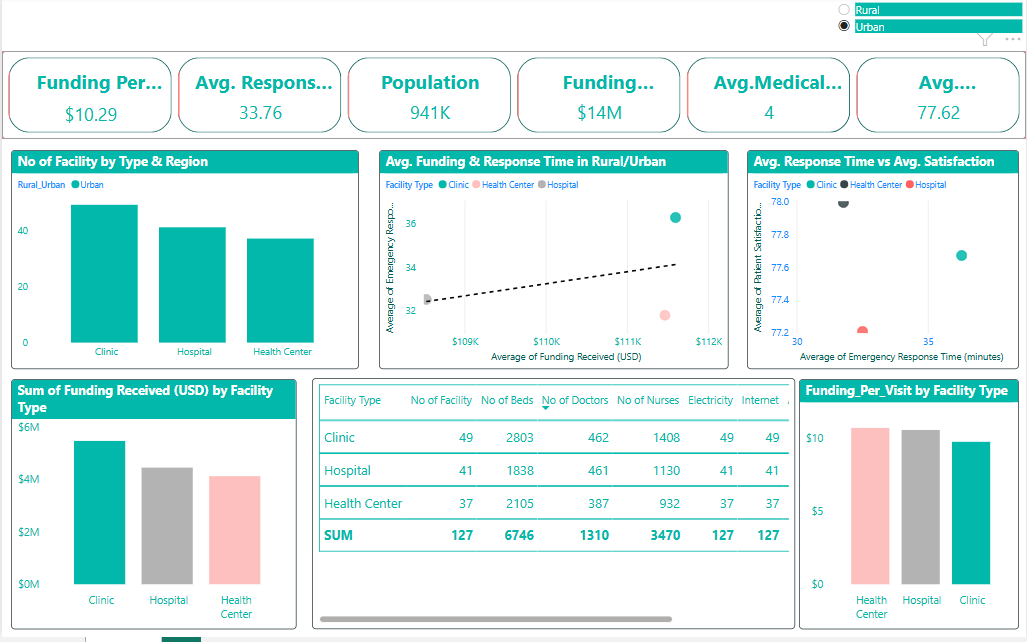 Rural
Urban
Funding Per...
$10.29
Avg. Respons...
33.76
Population
941K
Funding...
$14M
Avg.Medical...
4
Avg....
77.62
No of Facility by Type & Region
Rural_Urban Urban
40
20
0
Clinic Hospital Health Center
Avg. Funding & Response Time in Rural/Urban
Facility Type Clinic Health Center Hospital
Average of Emergency Respo...
36
34
32
$109K $110K $111K $112K
Average of Funding Received (USD)
Avg. Response Time vs Avg. Satisfaction
Facility Type Clinic Health Center Hospital
Average of Patient Satisfactio...
78.0
77.8
77.6
77.4
77.2
30 35
Average of Emergency Response Time (minutes)
Sum of Funding Received (USD) by Facility
Type
$6M
$4M
$2M
$0M
Clinic Hospital Health
Center
Facility Type No of Facility No of Beds No of Doctors No of Nurses Electricity Internet
Clinic 49 2803 462 1408 49 49
Hospital 41 1838 461 1130 41 41
Health Center 37 2105 387 932 37 37
SUM 127 6746 1310 3470 127 127
Funding_Per_Visit by Facility Type
$10
$5
$0
Health Hospital Clinic
Center